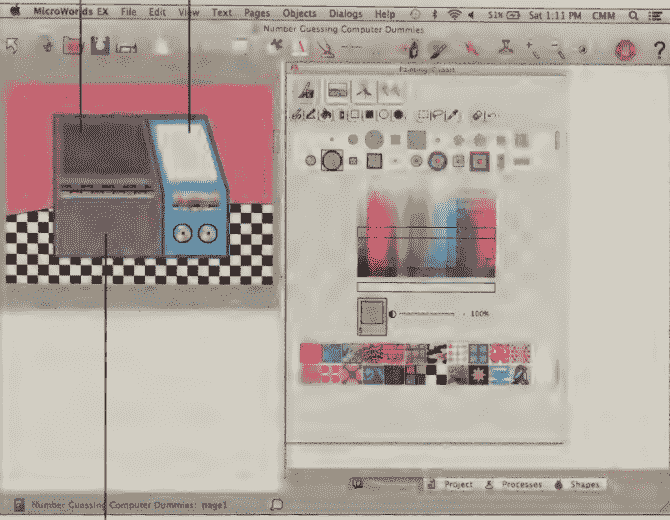 MicroWorlds EX File Edit View Text Pages Objects Dialogs Help 51% Sat 1:11 PM CMM
Number Guessing Computer Dummies
100%
Project Processes Shapes
Number Guessing Computer Dummies: page1